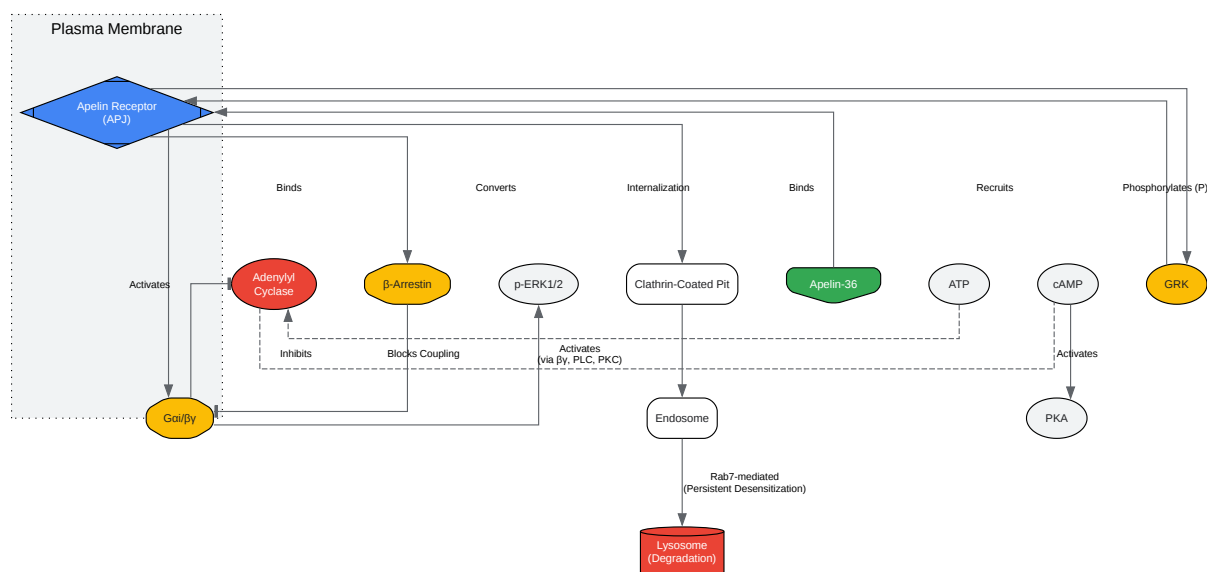 Plasma Membrane
Apelin Receptor
(APJ)
Binds
Converts
Internalization
Binds
Recruits
Phosphorylates (P)
Activates
Adenylyl
Cyclase
β-Arrestin
p-ERK1/2
Clathrin-Coated Pit
Apelin-36
ATP
cAMP
GRK
Inhibits
Blocks Coupling
Activates
(via βγ, PLC, PKC)
Activates
Gαi/βγ
Endosome
PKA
Rab7-mediated
(Persistent Desensitization)
Lysosome
(Degradation)